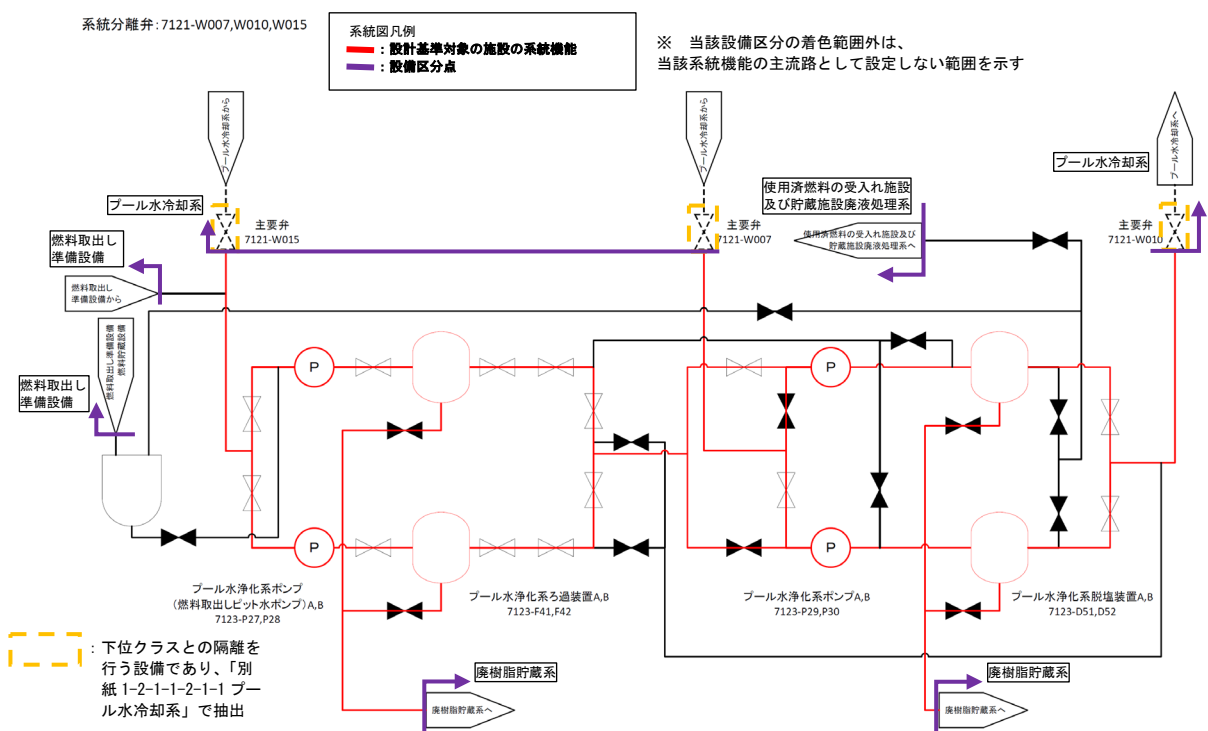 系統分離弁:7121-W007,W010,W015
系統図凡例
:設計基準対象の施設の系統機能
:設備区分点
※ 当該設備区分の着色範囲外は、
当該系統機能の主流路として設定しない範囲を示す
プール水冷却系から
プール水冷却系から
プール水冷却系へ
プール水冷却系
主要弁
7121-W015
主要弁
7121-W007
使用済燃料の受入れ施設
及び貯蔵施設廃液処理系
使用済燃料の受入れ施設及び
貯蔵施設廃液処理系へ
プール水冷却系
主要弁
7121-W010
燃料取出し
準備設備
燃料取出し
準備設備から
燃料取出し準備設備
燃料貯蔵設備
燃料取出し
準備設備
P
P
P
P
プール水浄化系ポンプ
(燃料取出しピット水ポンプ)A,B
7123-P27,P28
プール水浄化系ろ過装置A,B
7123-F41,F42
プール水浄化系ポンプA,B
7123-P29,P30
プール水浄化系脱塩装置A,B
7123-D51,D52
:下位クラスとの隔離を
行う設備であり、「別
紙 1-2-1-1-2-1-1 プー
ル水冷却系」で抽出
廃樹脂貯蔵系
廃樹脂貯蔵系へ
廃樹脂貯蔵系
廃樹脂貯蔵系へ